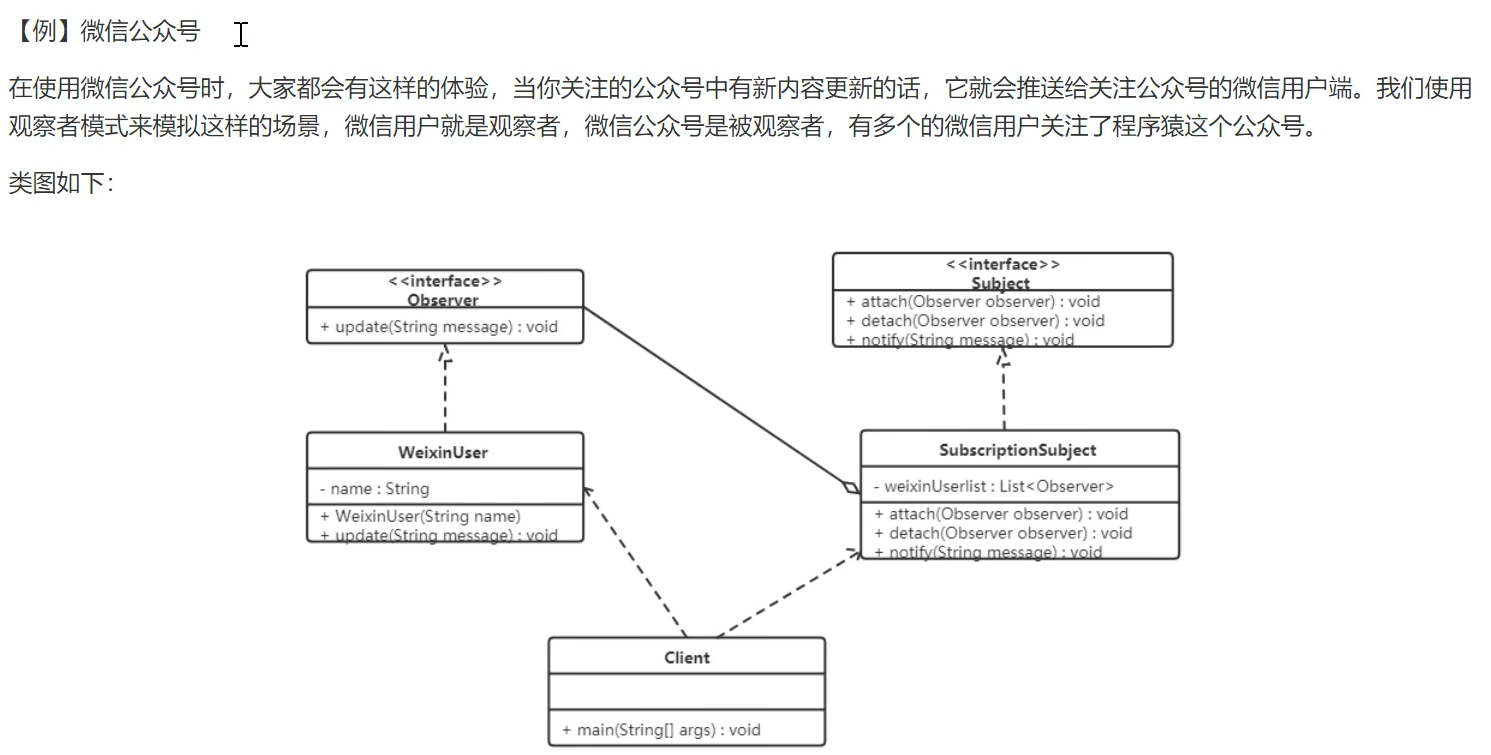 【例】微信公众号
在使用微信公众号时，大家都会有这样的体验，当你关注的公众号中有新内容更新的话，它就会推送给关注公众号的微信用户端。我们使用
观察者模式来模拟这样的场景，微信用户就是观察者，微信公众号是被观察者，有多个的微信用户关注了程序猿这个公众号。
类图如下：
<<interface>>
Observer
+ update(String message) : void
<<interface>>
Subject
+ attach(Observer observer) : void
+ detach(Observer observer) : void
+ notify(String message) : void
WeixinUser
- name : String
+ WeixinUser(String name)
+ update(String message) : void
SubscriptionSubject
- weixinUserlist : List<Observer>
+ attach(Observer observer) : void
+ detach(Observer observer) : void
+ notify(String message) : void
Client
+ main(String[] args) : void